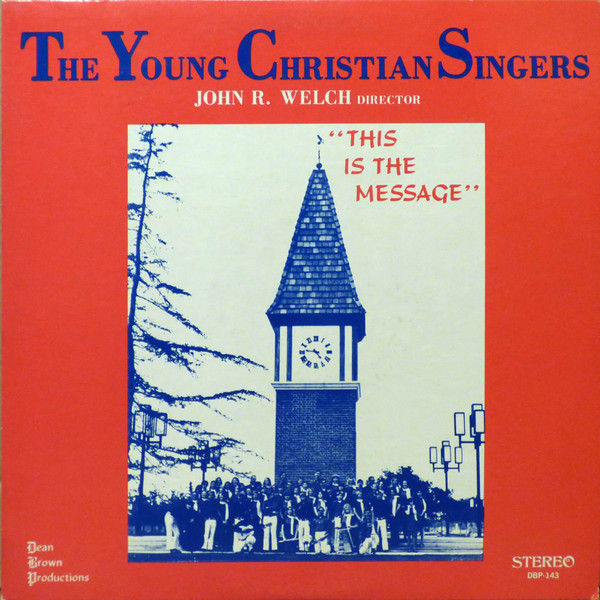 THE YOUNG CHRISTIAN SINGERS
JOHN R. WELCH DIRECTOR
"THIS
IS THE
MESSAGE"
Dean
Brown
Productions
STEREO
DBP-143